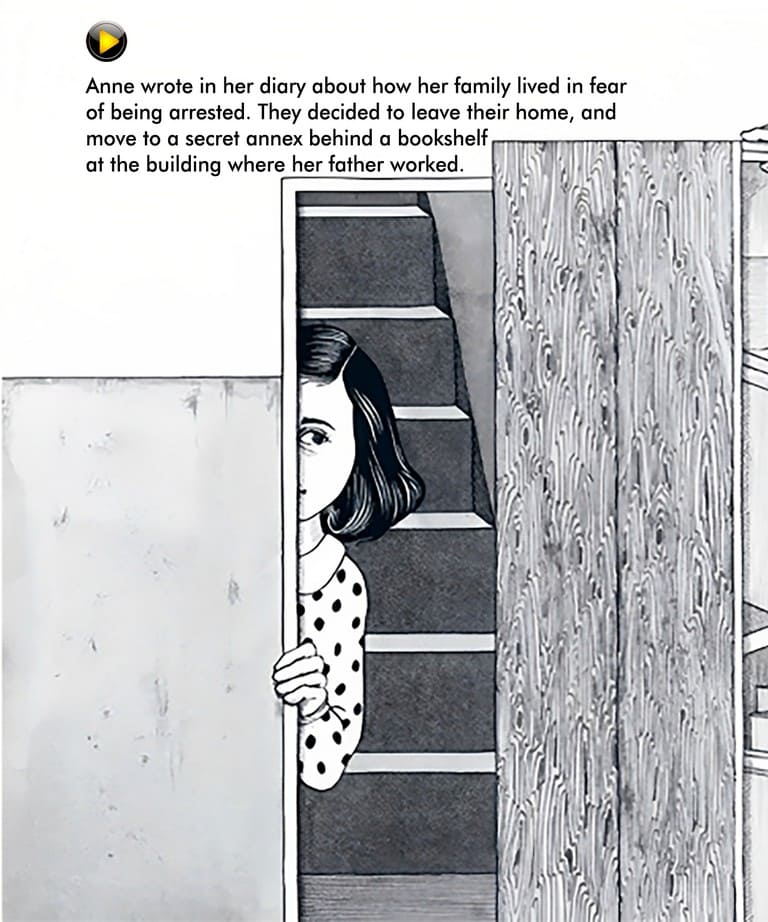 Anne wrote in her diary about how her family lived in fear
of being arrested. They decided to leave their home, and
move to a secret annex behind a bookshelf
at the building where her father worked.